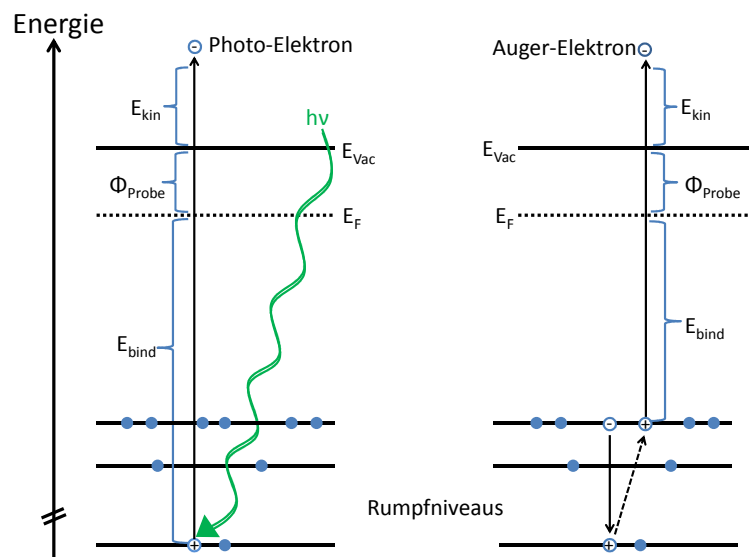 Energie
Photo-Elektron
E_kin
hν
E_Vac
Φ_Probe
E_F
E_bind
Auger-Elektron
E_kin
E_Vac
Φ_Probe
E_F
E_bind
Rumpfniveaus